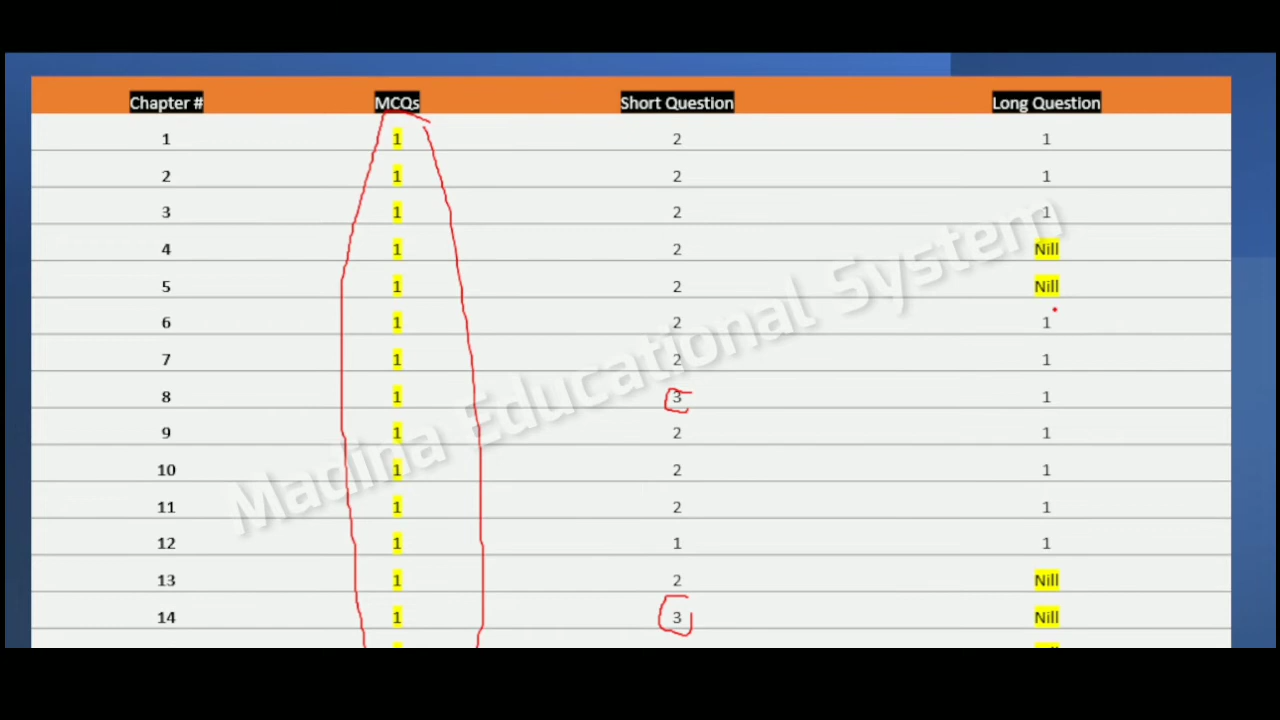 Chapter # MCQs Short Question Long Question
1 1 2 1
2 1 2 1
3 1 2 1
4 1 2 Nill
5 1 2 Nill
6 1 2 1
7 1 2 1
8 1 3 1
9 1 2 1
10 1 2 1
11 1 2 1
12 1 1 1
13 1 2 Nill
14 1 3 Nill
Madina Educational System